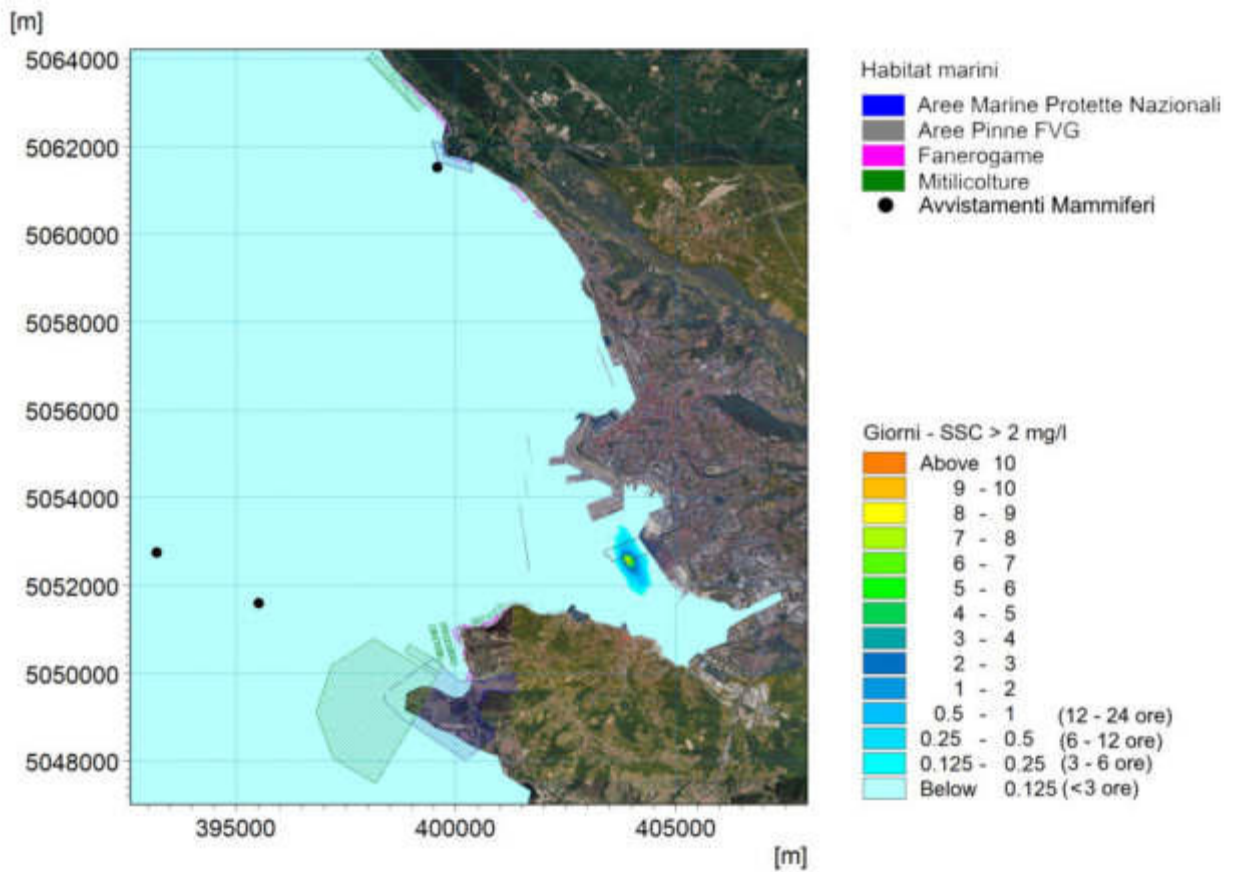 [m]
5064000
5062000
5060000
5058000
5056000
5054000
5052000
5050000
5048000
395000
400000
405000
[m]
Habitat marini
Aree Marine Protette Nazionali
Aree Pinne FVG
Fanerogame
Mitilicolture
Avvistamenti Mammiferi
Giorni - SSC > 2 mg/l
Above 10
9 - 10
8 - 9
7 - 8
6 - 7
5 - 6
4 - 5
3 - 4
2 - 3
1 - 2
0.5 - 1 (12 - 24 ore)
0.25 - 0.5 (6 - 12 ore)
0.125 - 0.25 (3 - 6 ore)
Below 0.125 (<3 ore)